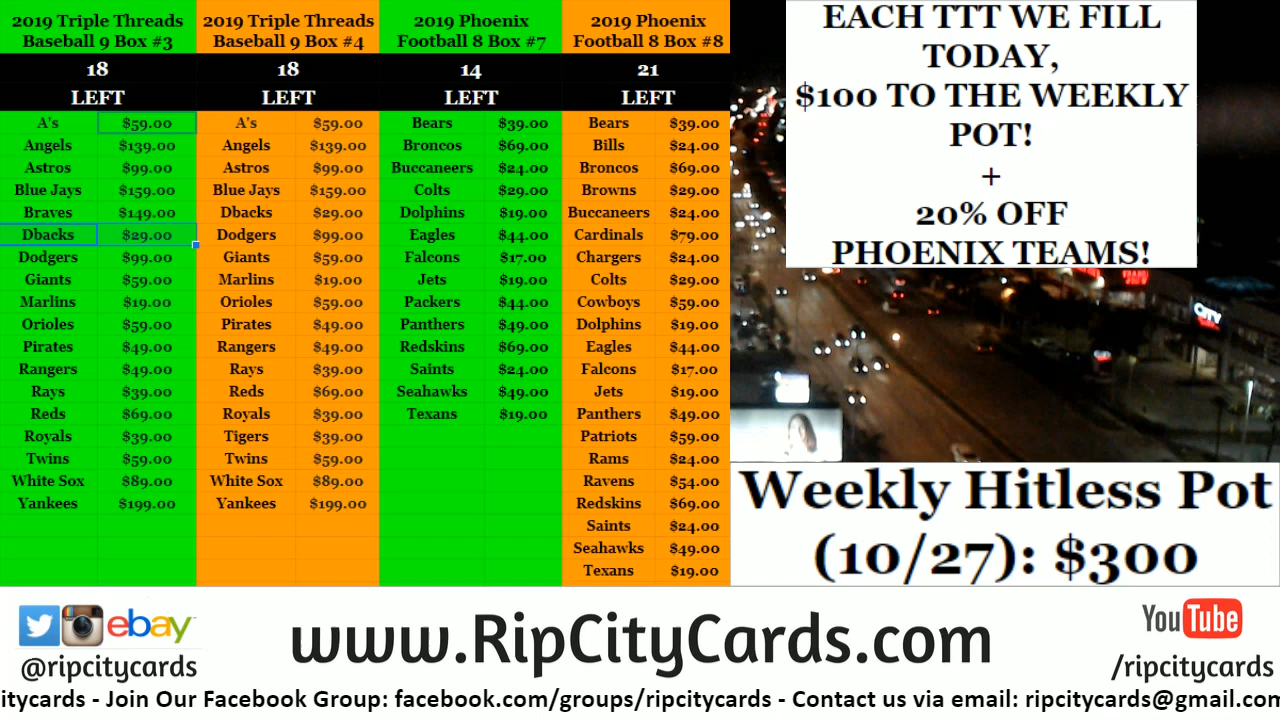 2019 Triple Threads
Baseball 9 Box #3
18
LEFT
A's $59.00
Angels $139.00
Astros $99.00
Blue Jays $159.00
Braves $149.00
Dbacks $29.00
Dodgers $99.00
Giants $59.00
Marlins $19.00
Orioles $59.00
Pirates $49.00
Rangers $49.00
Rays $39.00
Reds $69.00
Royals $39.00
Twins $59.00
White Sox $89.00
Yankees $199.00
2019 Triple Threads
Baseball 9 Box #4
18
LEFT
A's $59.00
Angels $139.00
Astros $99.00
Blue Jays $159.00
Dbacks $29.00
Dodgers $99.00
Giants $59.00
Marlins $19.00
Orioles $59.00
Pirates $49.00
Rangers $49.00
Rays $39.00
Reds $69.00
Royals $39.00
Tigers $39.00
Twins $59.00
White Sox $89.00
Yankees $199.00
2019 Phoenix
Football 8 Box #7
14
LEFT
Bears $39.00
Broncos $69.00
Buccaneers $24.00
Colts $29.00
Dolphins $19.00
Eagles $44.00
Falcons $17.00
Jets $19.00
Packers $44.00
Panthers $49.00
Redskins $69.00
Saints $24.00
Seahawks $49.00
Texans $19.00
2019 Phoenix
Football 8 Box #8
21
LEFT
Bears $39.00
Bills $24.00
Broncos $69.00
Browns $29.00
Buccaneers $24.00
Cardinals $79.00
Chargers $24.00
Colts $29.00
Cowboys $59.00
Dolphins $19.00
Eagles $44.00
Falcons $17.00
Jets $19.00
Panthers $49.00
Patriots $59.00
Rams $24.00
Ravens $54.00
Redskins $69.00
Saints $24.00
Seahawks $49.00
Texans $19.00
EACH TTT WE FILL
TODAY,
$100 TO THE WEEKLY
POT!
+
20% OFF
PHOENIX TEAMS!
Weekly Hitless Pot
(10/27): $300
ebay
@ripcitycards
www.RipCityCards.com
YouTube
/ripcitycards
citycards - Join Our Facebook Group: facebook.com/groups/ripcitycards - Contact us via email: ripcitycards@gmail.com